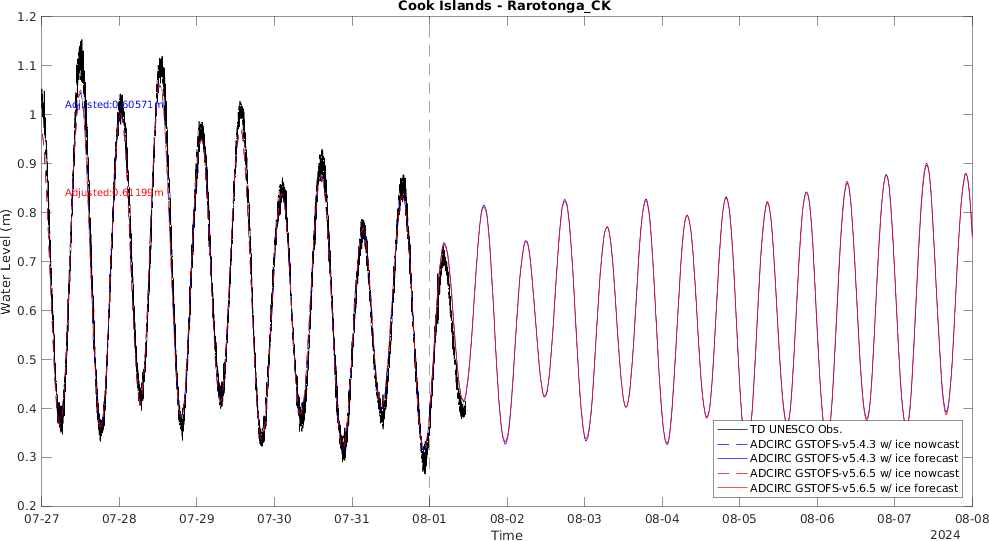 Cook Islands - Rarotonga_CK
1.2
1.1
1
0.9
0.8
0.7
0.6
0.5
0.4
0.3
0.2
Water Level (m)
Adjusted:0.60571m
Adjusted:0.61199m
TD UNESCO Obs.
ADCIRC GSTOFS-v5.4.3 w/ ice nowcast
ADCIRC GSTOFS-v5.4.3 w/ ice forecast
ADCIRC GSTOFS-v5.6.5 w/ ice nowcast
ADCIRC GSTOFS-v5.6.5 w/ ice forecast
07-27 07-28 07-29 07-30 07-31 08-01 08-02 08-03 08-04 08-05 08-06 08-07 08-08
Time
2024